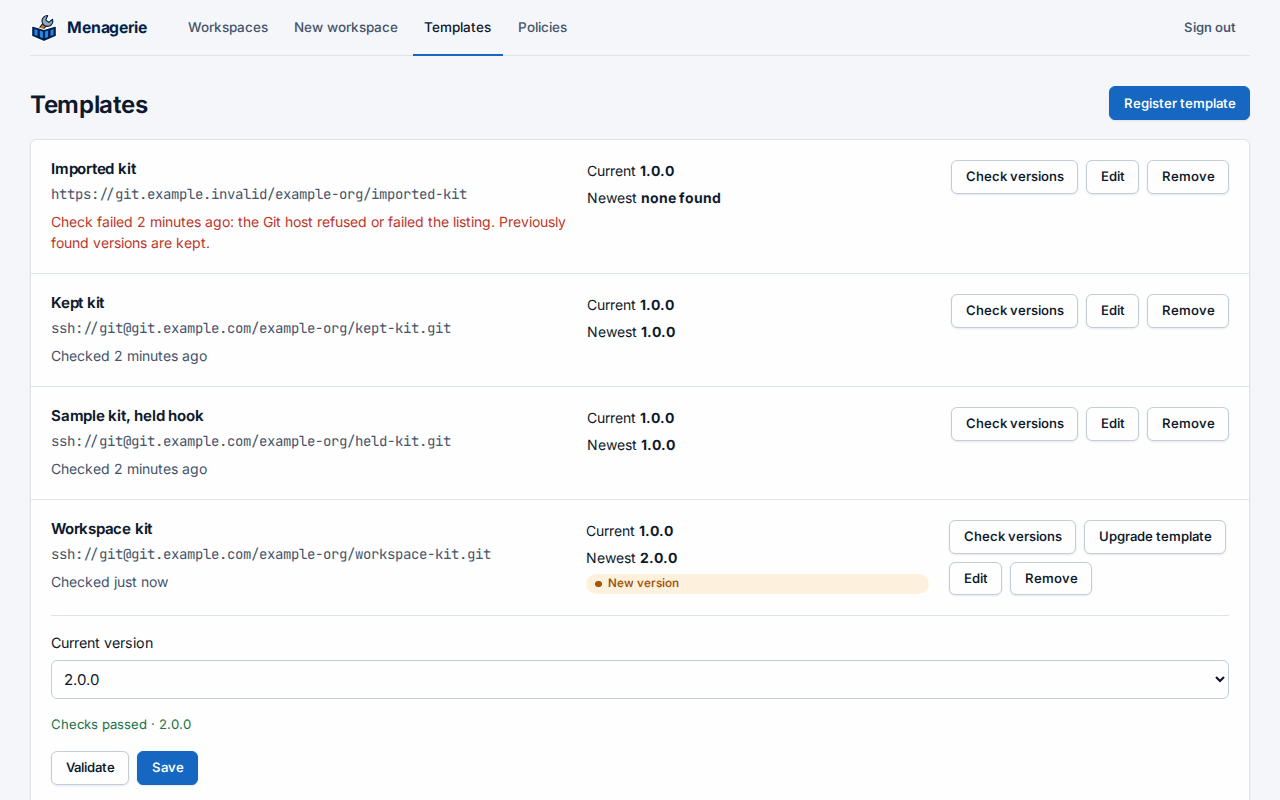 Menagerie
Workspaces
New workspace
Templates
Policies
Sign out
Templates
Register template
Imported kit
https://git.example.invalid/example-org/imported-kit
Check failed 2 minutes ago: the Git host refused or failed the listing. Previously
found versions are kept.
Current 1.0.0
Newest none found
Check versions
Edit
Remove
Kept kit
ssh://git@git.example.com/example-org/kept-kit.git
Checked 2 minutes ago
Current 1.0.0
Newest 1.0.0
Check versions
Edit
Remove
Sample kit, held hook
ssh://git@git.example.com/example-org/held-kit.git
Checked 2 minutes ago
Current 1.0.0
Newest 1.0.0
Check versions
Edit
Remove
Workspace kit
ssh://git@git.example.com/example-org/workspace-kit.git
Checked just now
Current 1.0.0
Newest 2.0.0
New version
Check versions
Upgrade template
Edit
Remove
Current version
2.0.0
Checks passed · 2.0.0
Validate
Save